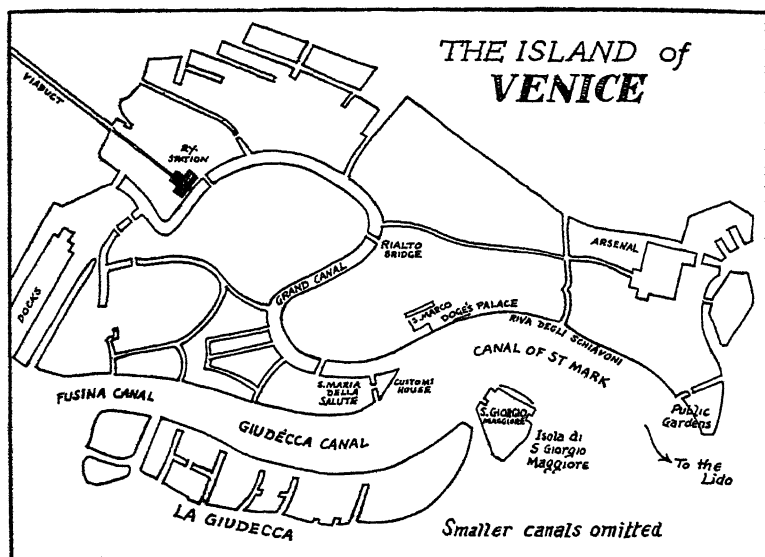 THE ISLAND of
VENICE
VIADUCT
RY.
STATION
DOCKS
RIALTO
BRIDGE
ARSENAL
GRAND CANAL
S. MARCO
DOGE'S PALACE
RIVA DEGLI SCHIAVONI
CANAL OF ST MARK
S. MARIA
DELLA
SALUTE
CUSTOMS
HOUSE
FUSINA CANAL
GIUDÉCCA CANAL
S. GIORGIO
MAGGIORE
Isola di
S Giorgio
Maggiore
Public
Gardens
To the
Lido
LA GIUDECCA
Smaller canals omitted